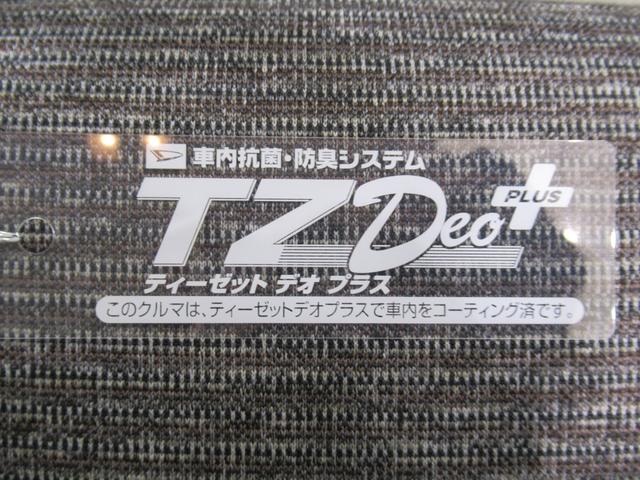 車内抗菌・防臭システム
TZ Deo PLUS
ティーゼット デオ プラス
このクルマは、ティーゼットデオプラスで車内をコーティング済です。